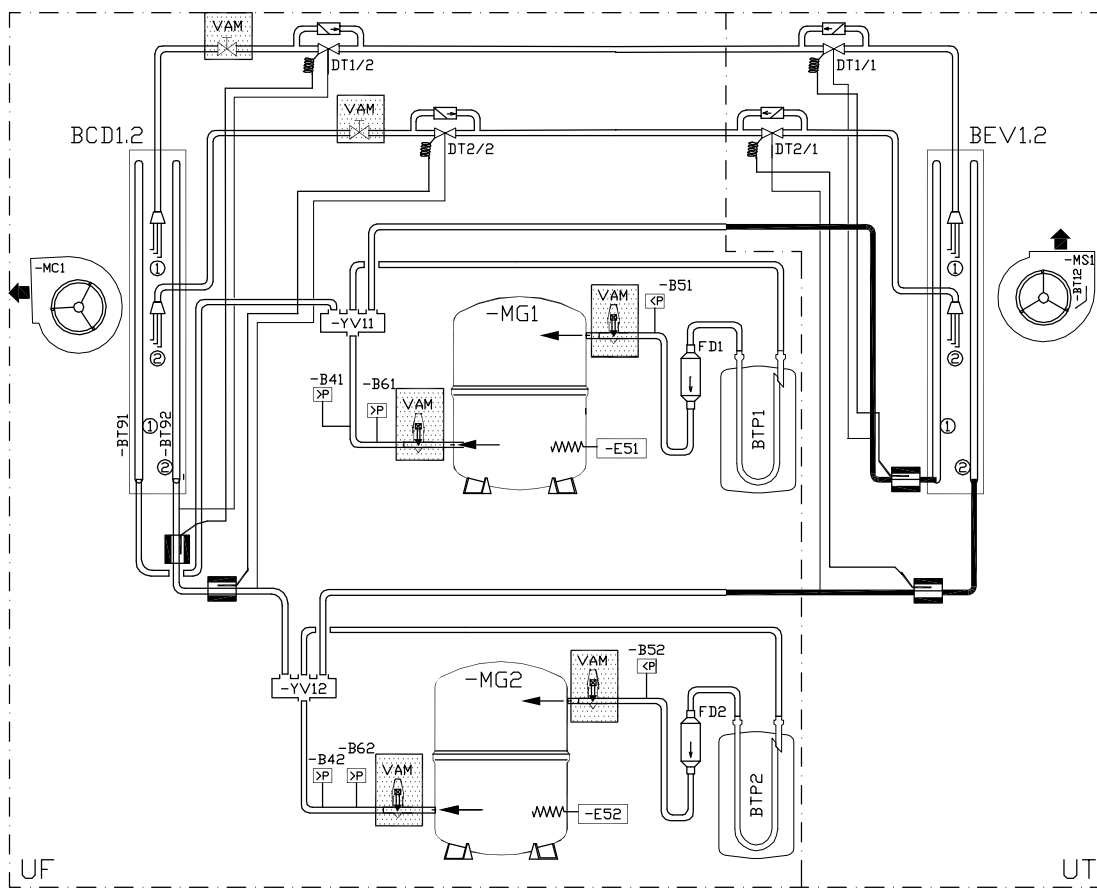 VAM
DT1/2
DT1/1
VAM
BCD1.2
DT2/2
DT2/1
BEV1.2
-MC1
①
-B51
①
-MS1
-BT12
VAM
-YV11
-MG1
<P
FD1
②
②
-B41
-B61
>P
>P
VAM
-BT91
①
-BT92
②
-E51
BTP1
①
②
-B52
VAM
<P
-YV12
-MG2
FD2
-B62
-B42
>P
>P
VAM
-E52
BTP2
UF
UT